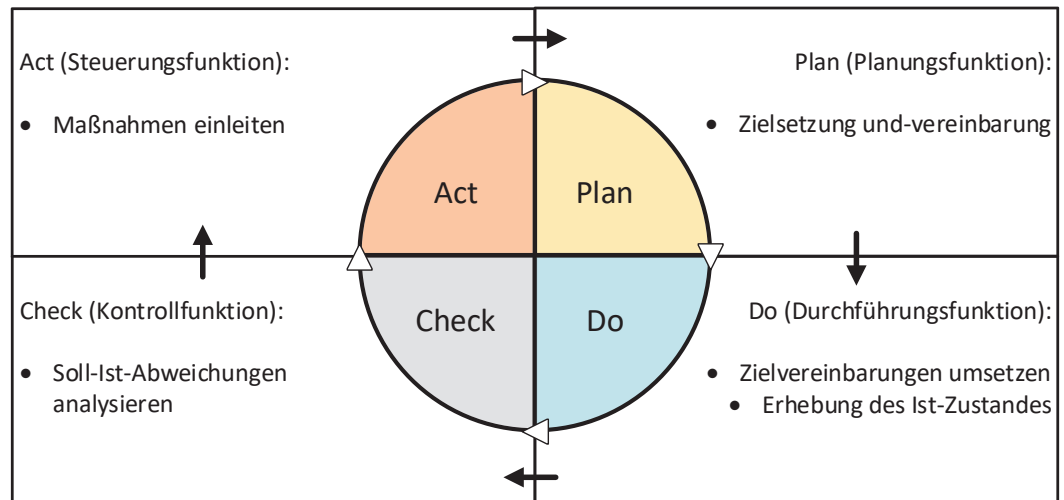 Act (Steuerungsfunktion):
• Maßnahmen einleiten
Plan (Planungsfunktion):
• Zielsetzung und-vereinbarung
Act
Plan
Check
Do
Check (Kontrollfunktion):
• Soll-Ist-Abweichungen
analysieren
Do (Durchführungsfunktion):
• Zielvereinbarungen umsetzen
• Erhebung des Ist-Zustandes